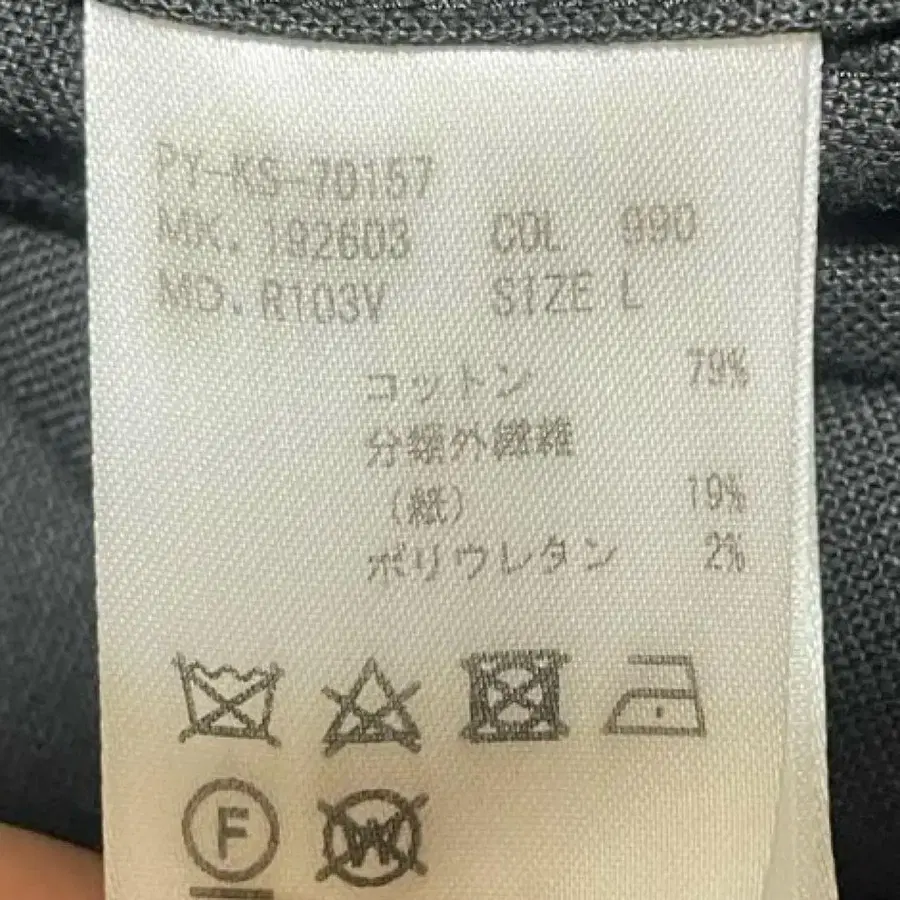 PY-KS-70157
MK. 192603 COL 990
MD. R103V SIZE L
コットン 79%
分類外繊維
（紙） 19%
ポリウレタン 2%
F W